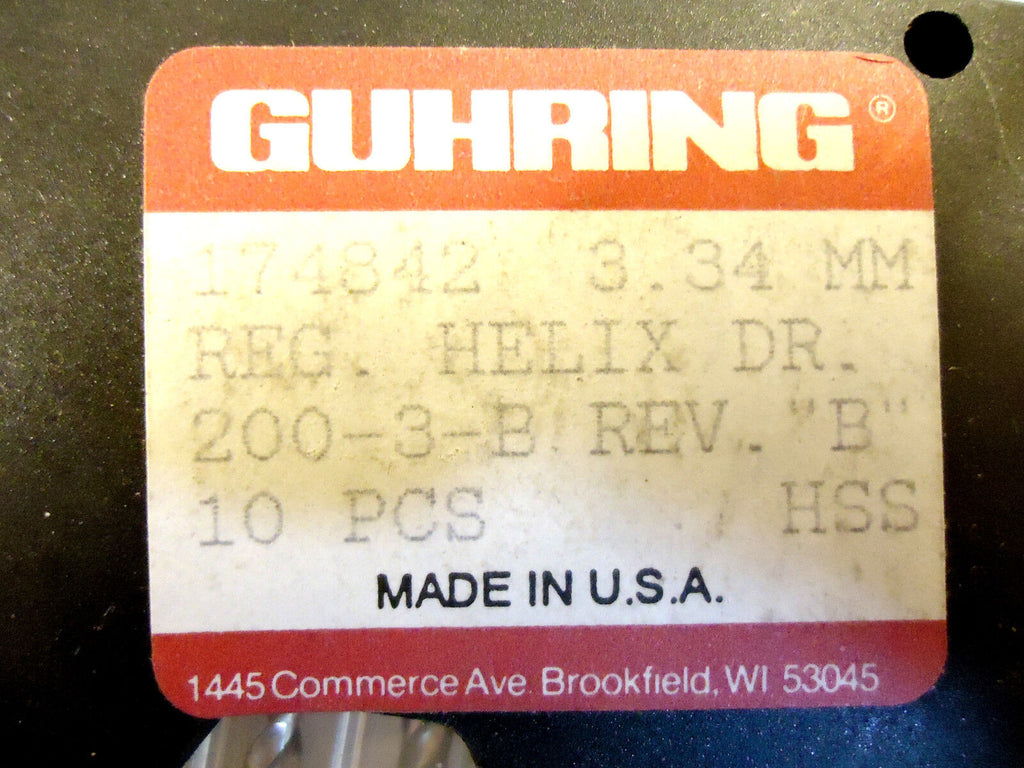 GUHRING®
174842 3.34 MM
REG. HELIX DR.
200-3-B REV. "B"
10 PCS HSS
MADE IN U.S.A.
1445 Commerce Ave. Brookfield, WI 53045